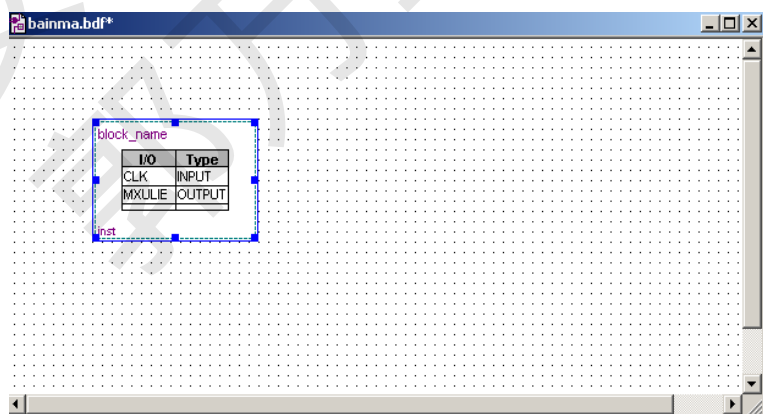 bainma.bdf*
block_name
I/O Type
CLK INPUT
MXULIE OUTPUT
inst